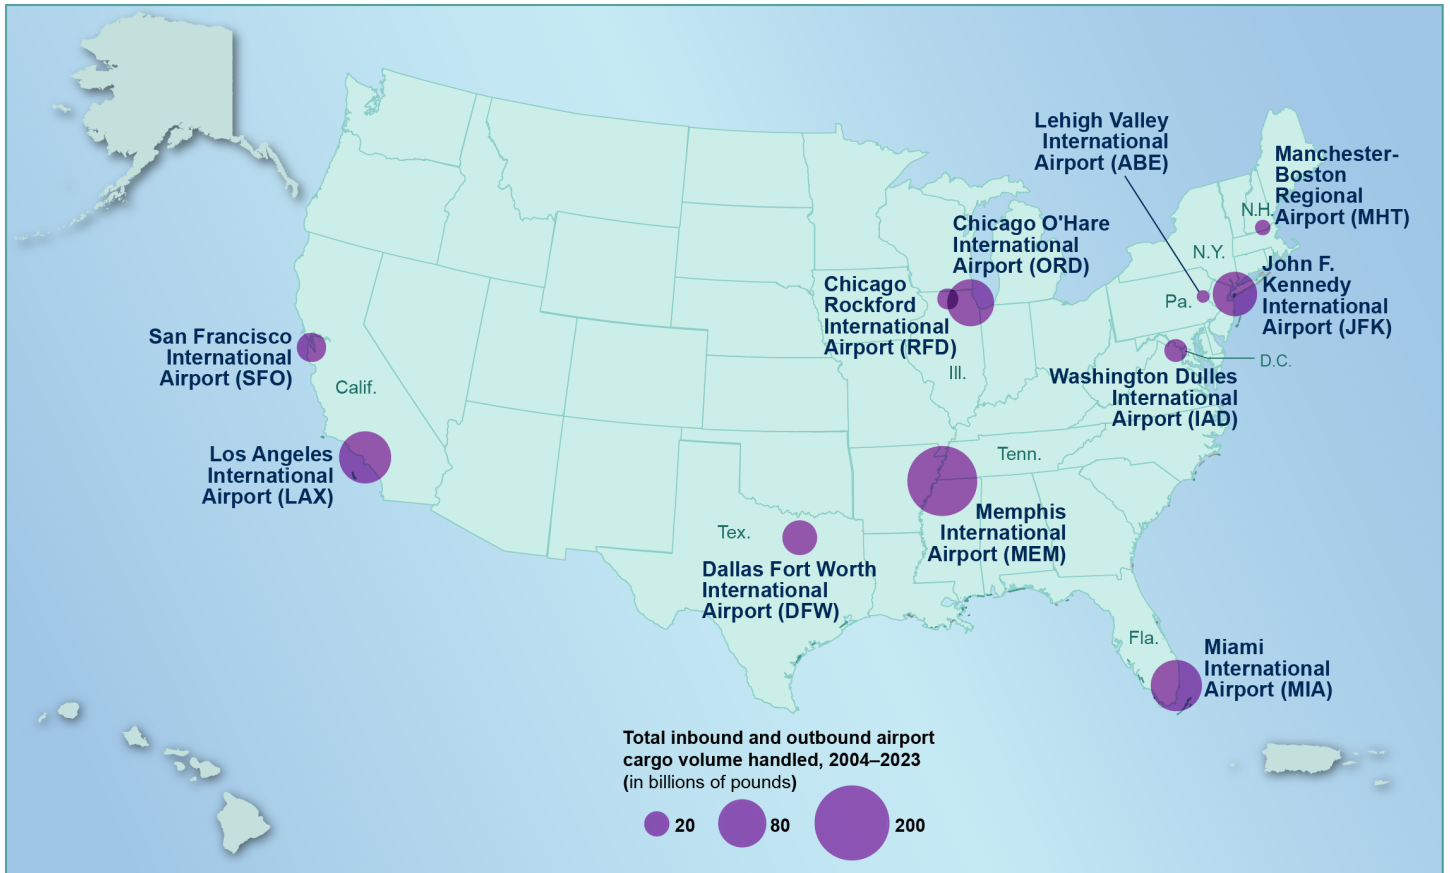 Lehigh Valley
International
Airport (ABE)
Manchester-
Boston
Regional
Airport (MHT)
N.H.
Chicago O'Hare
International
Airport (ORD)
N.Y.
John F.
Kennedy
International
Airport (JFK)
Chicago
Rockford
International
Airport (RFD)
Pa.
San Francisco
International
Airport (SFO)
D.C.
Ill.
Washington Dulles
International
Airport (IAD)
Calif.
Los Angeles
International
Airport (LAX)
Tenn.
Memphis
International
Airport (MEM)
Tex.
Dallas Fort Worth
International
Airport (DFW)
Fla.
Miami
International
Airport (MIA)
Total inbound and outbound airport
cargo volume handled, 2004–2023
(in billions of pounds)
20 80 200